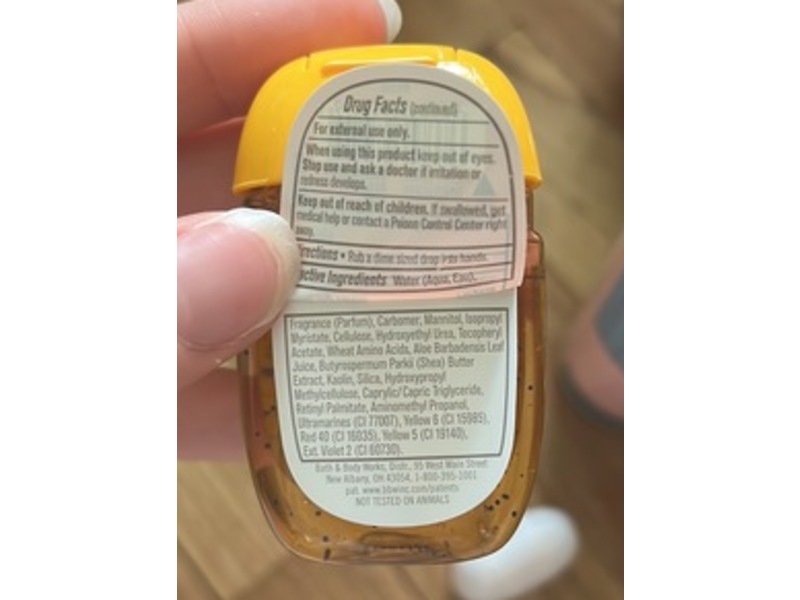 Drug Facts (continued)
For external use only.
When using this product keep out of eyes.
Stop use and ask a doctor if irritation or
redness develops.
Keep out of reach of children. If swallowed, get
medical help or contact a Poison Control Center right
away.
irections • Rub a dime sized drop into hands.
active Ingredients Water (Aqua, Eau),
Fragrance (Parfum), Carbomer, Mannitol, Isopropyl
Myristate, Cellulose, Hydroxyethyl Urea, Tocopheryl
Acetate, Wheat Amino Acids, Aloe Barbadensis Leaf
Juice, Butyrospermum Parkii (Shea) Butter
Extract, Kaolin, Silica, Hydroxypropyl
Methylcellulose, Caprylic/Capric Triglyceride,
Retinyl Palmitate, Aminomethyl Propanol,
Ultramarines (CI 77007), Yellow 6 (CI 15985),
Red 40 (CI 16035), Yellow 5 (CI 19140),
Ext. Violet 2 (CI 60730).
Bath & Body Works, Distr., 95 West Main Street
New Albany, OH 43054, 1-800-395-1001
pat. www.bbwinc.com/patents
NOT TESTED ON ANIMALS